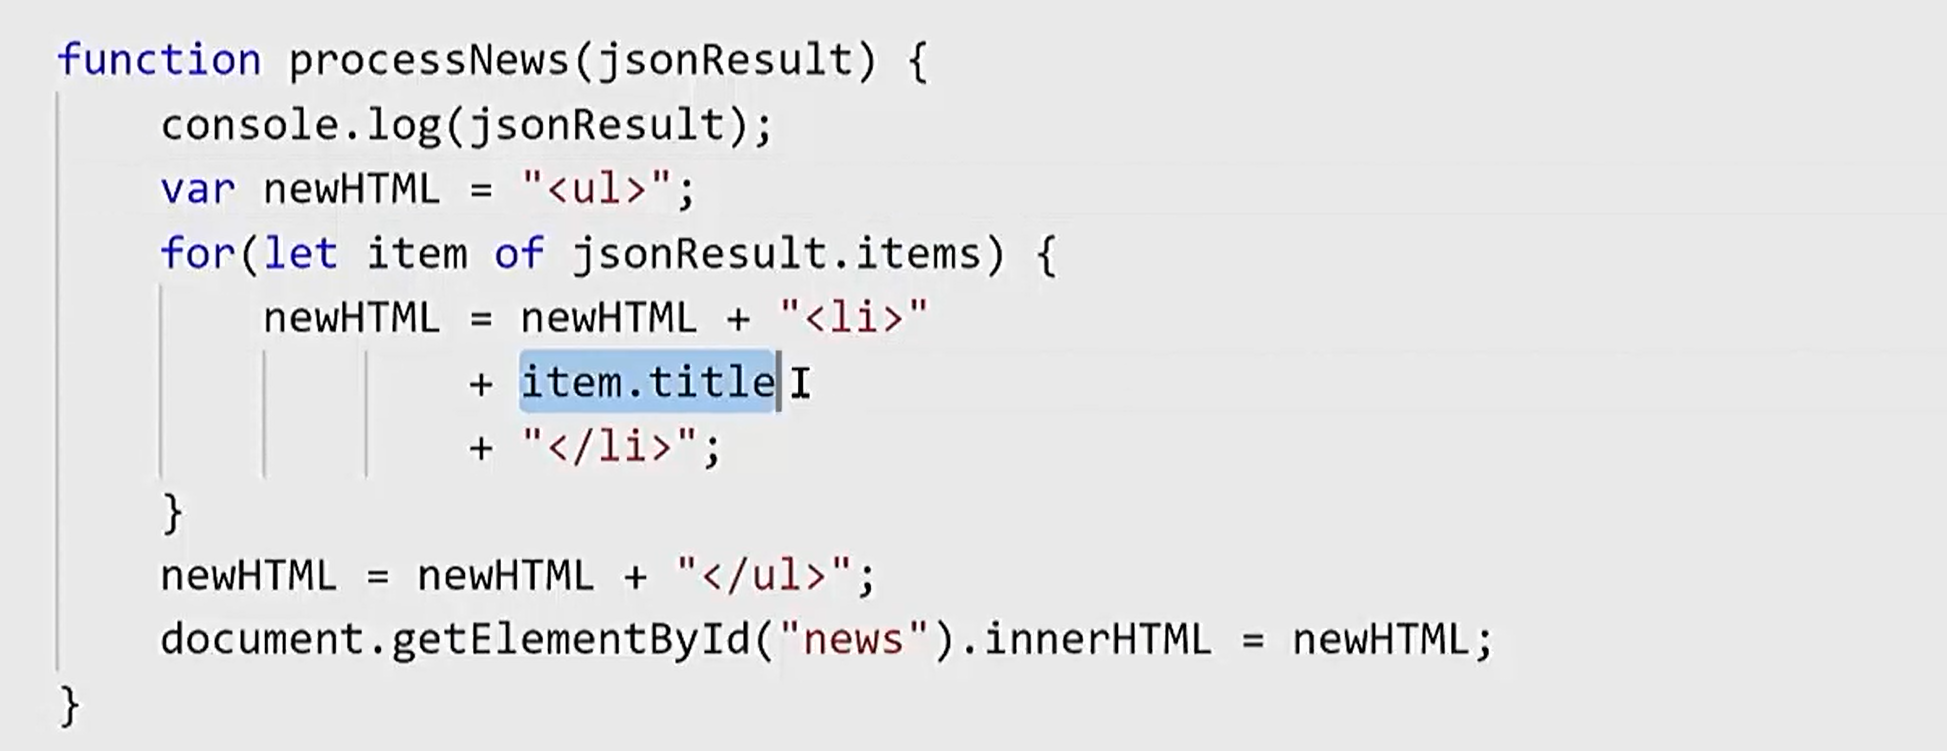 function processNews(jsonResult) {
console.log(jsonResult);
var newHTML = "<ul>";
for(let item of jsonResult.items) {
newHTML = newHTML + "<li>"
+ item.title
+ "</li>";
}
newHTML = newHTML + "</ul>";
document.getElementById("news").innerHTML = newHTML;
}